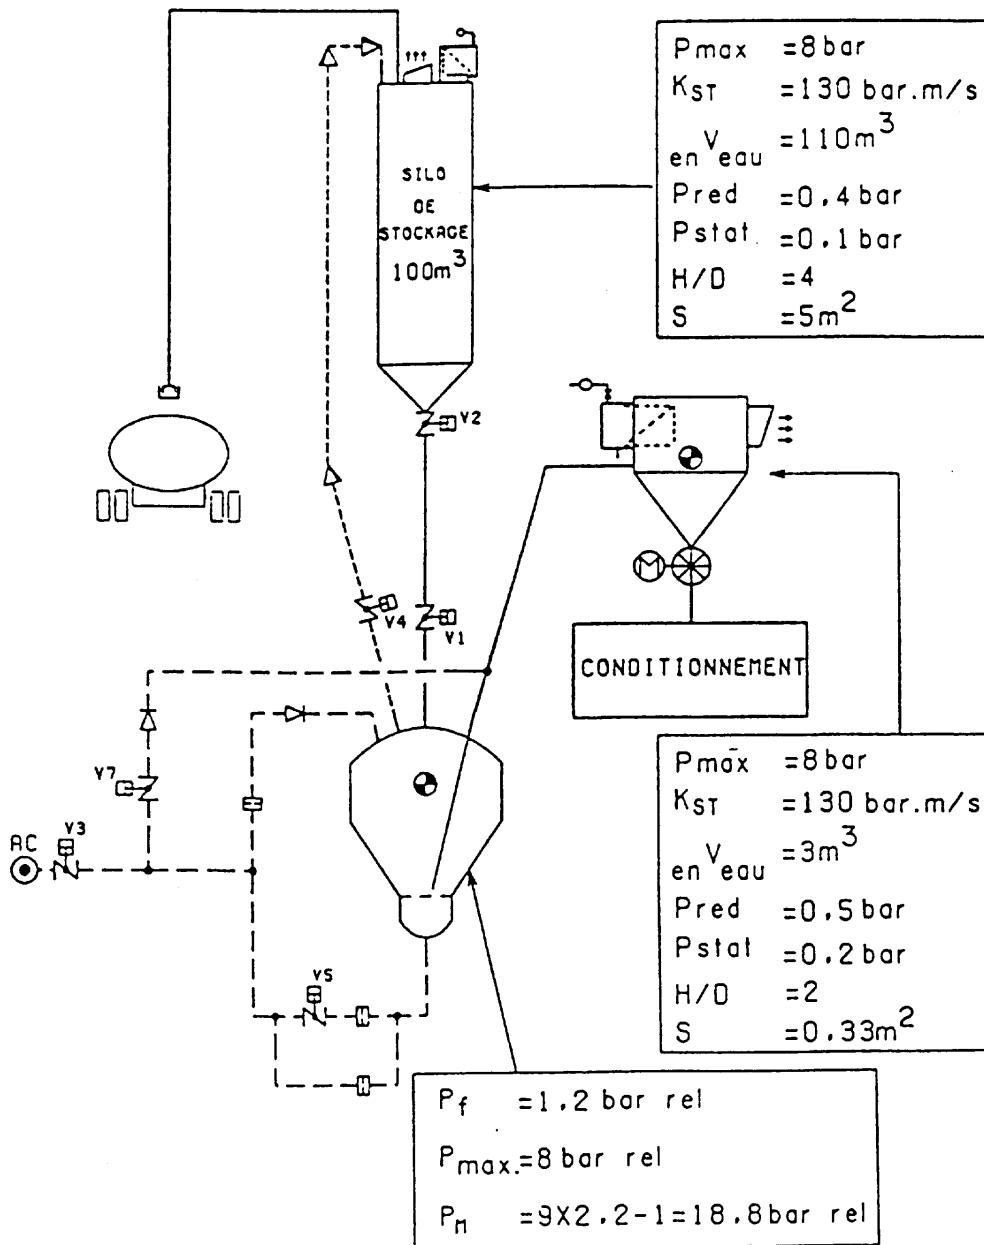 Pmax =8 bar
KST =130 bar.m/s
en Veau =110m³
Pred =0.4 bar
Pstat. =0.1 bar
H/D =4
S =5m²
SILO
DE
STOCKAGE
100m³
V2
V4
V1
CONDITIONNEMENT
V7
V3
AC
V5
Pmax =8bar
KST =130 bar.m/s
en Veau =3m³
Pred =0.5 bar
Pstat =0.2 bar
H/D =2
S =0.33m²
Pf =1.2 bar rel
Pmax.=8 bar rel
PM =9X2.2-1=18.8bar rel
M